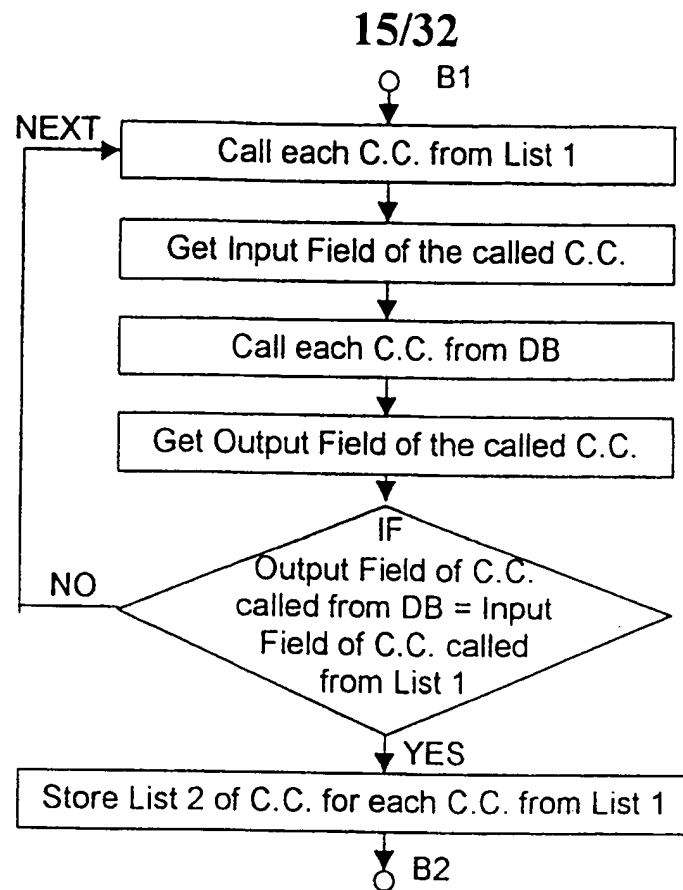 15/32
B1
NEXT
Call each C.C. from List 1
Get Input Field of the called C.C.
Call each C.C. from DB
Get Output Field of the called C.C.
IF
Output Field of C.C.
called from DB = Input
Field of C.C. called
from List 1
NO
YES
Store List 2 of C.C. for each C.C. from List 1
B2